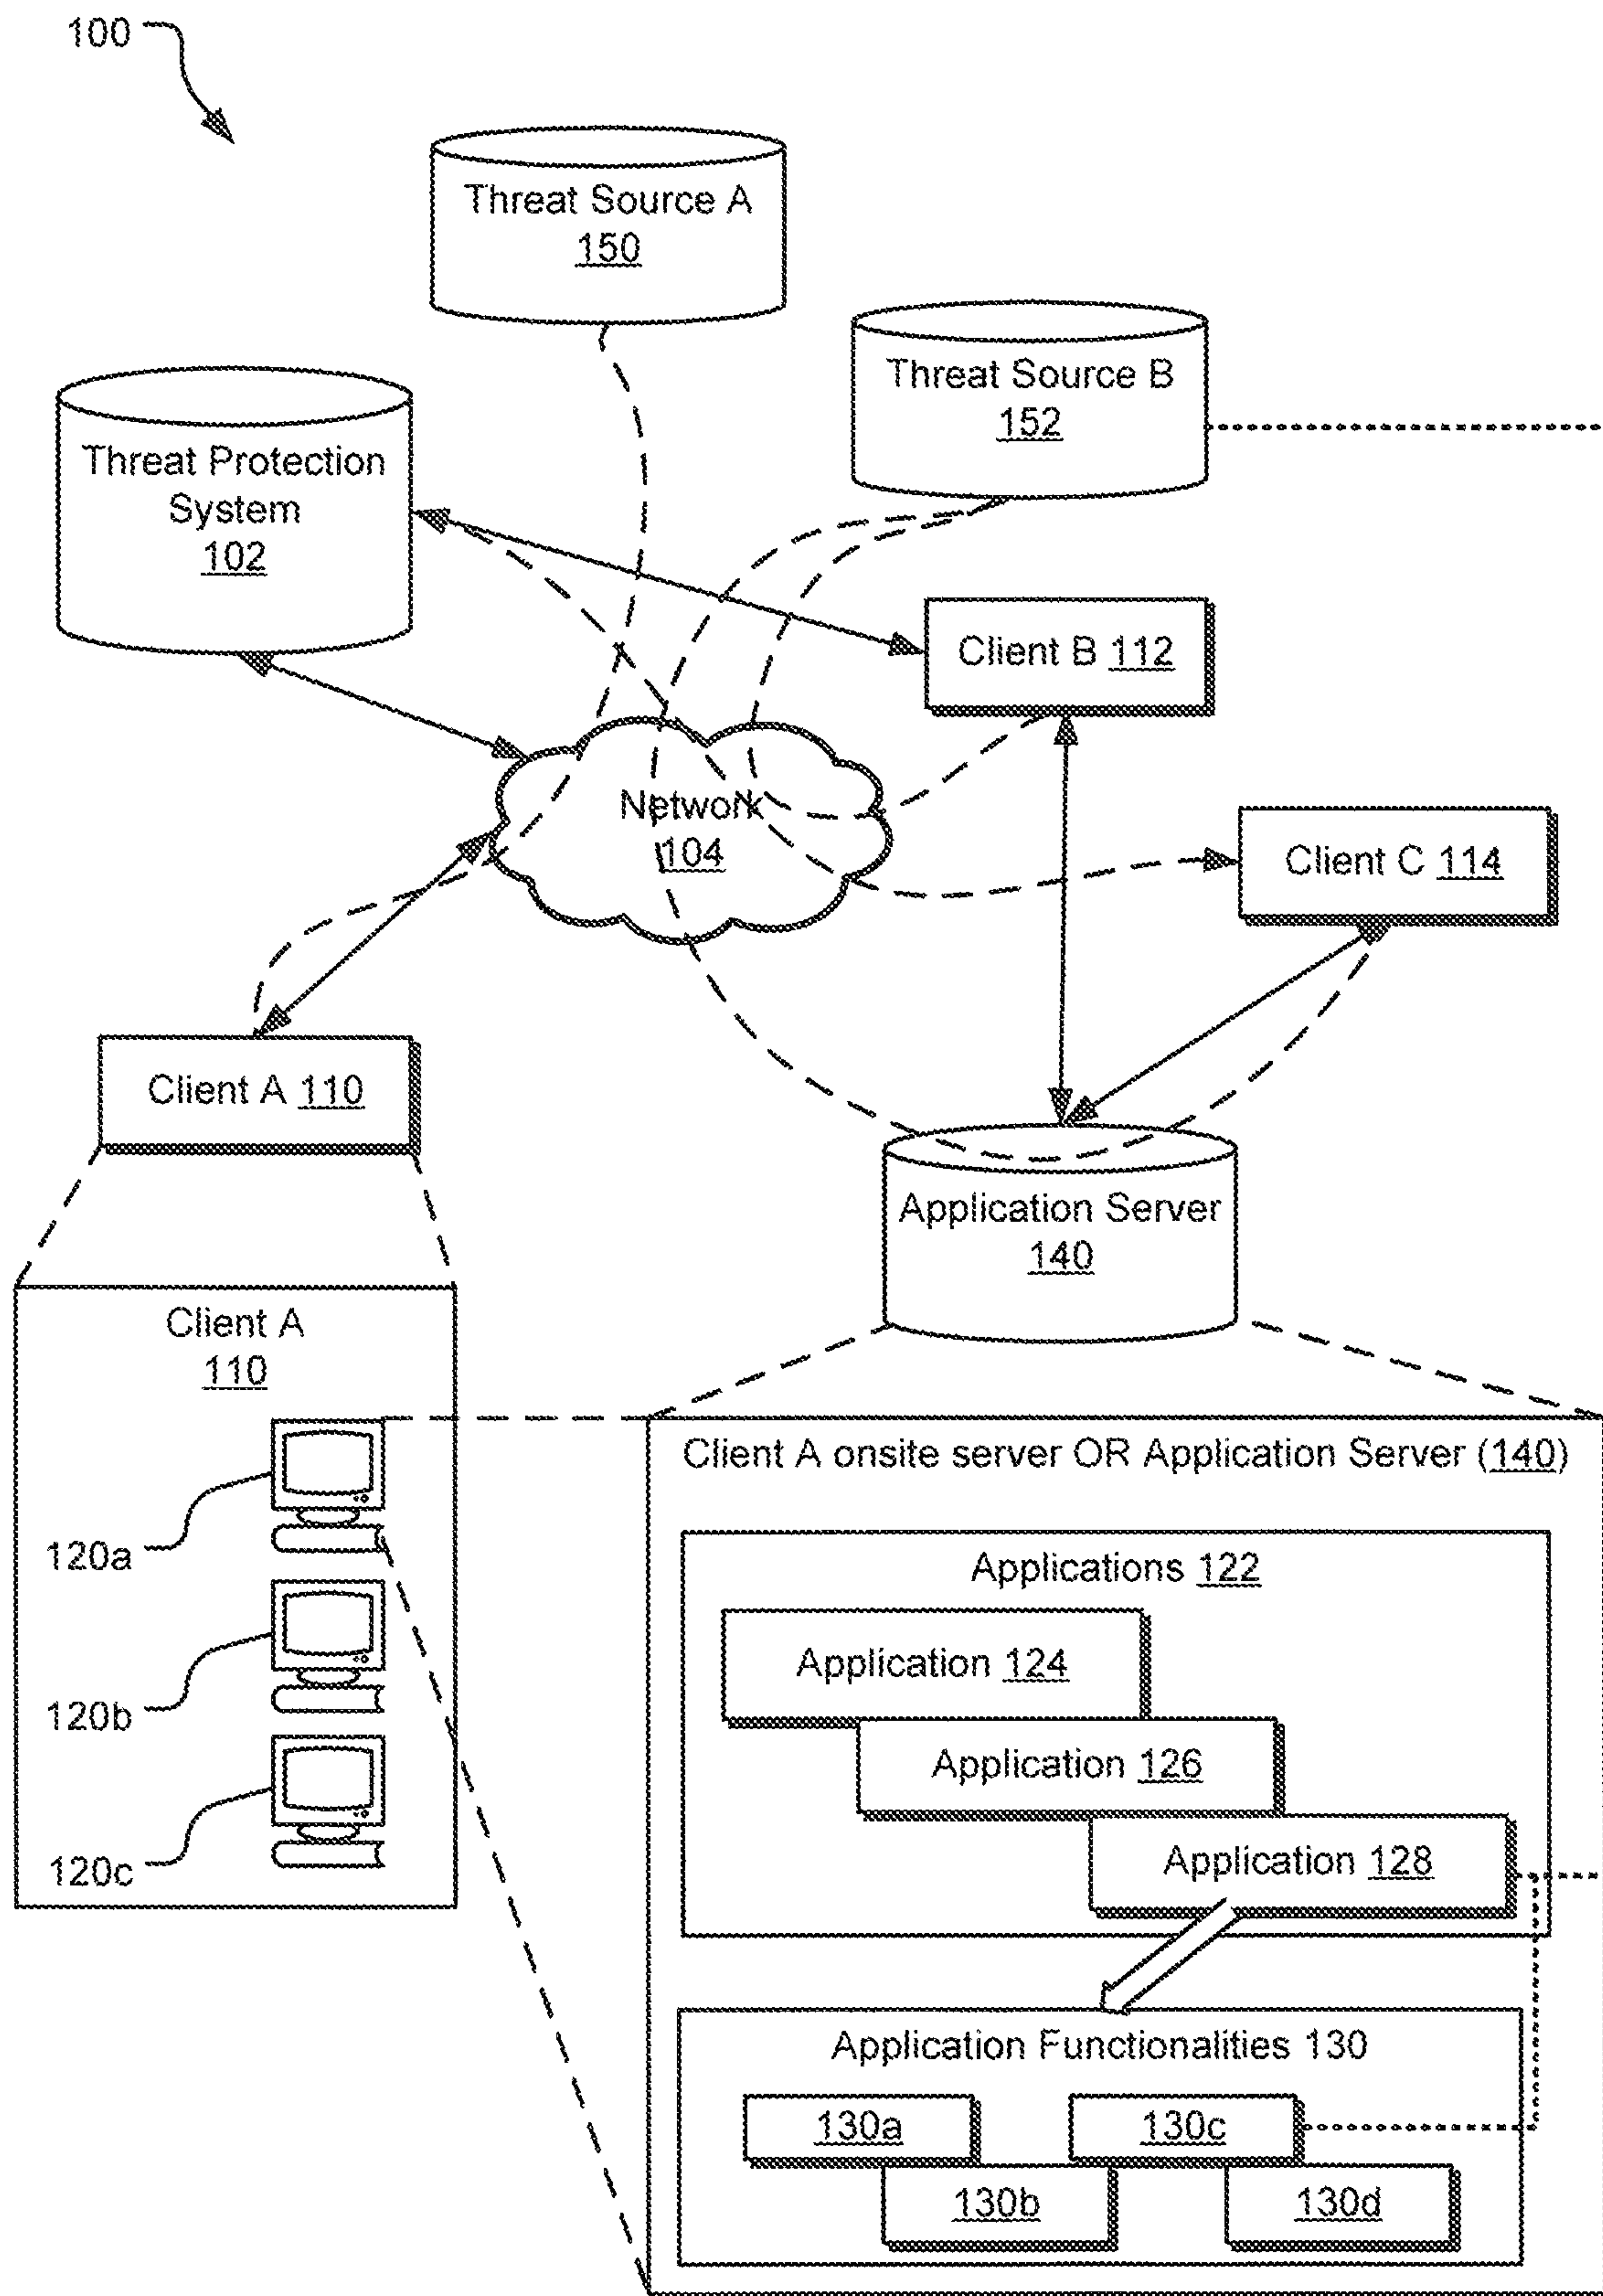 100
Threat Source A
150
Threat Source B
152
Threat Protection
System
102
Client B 112
Network
104
Client C 114
Client A 110
Application Server
140
Client A
110
120a
120b
120c
Client A onsite server OR Application Server (140)
Applications 122
Application 124
Application 126
Application 128
Application Functionalities 130
130a
130c
130b
130d